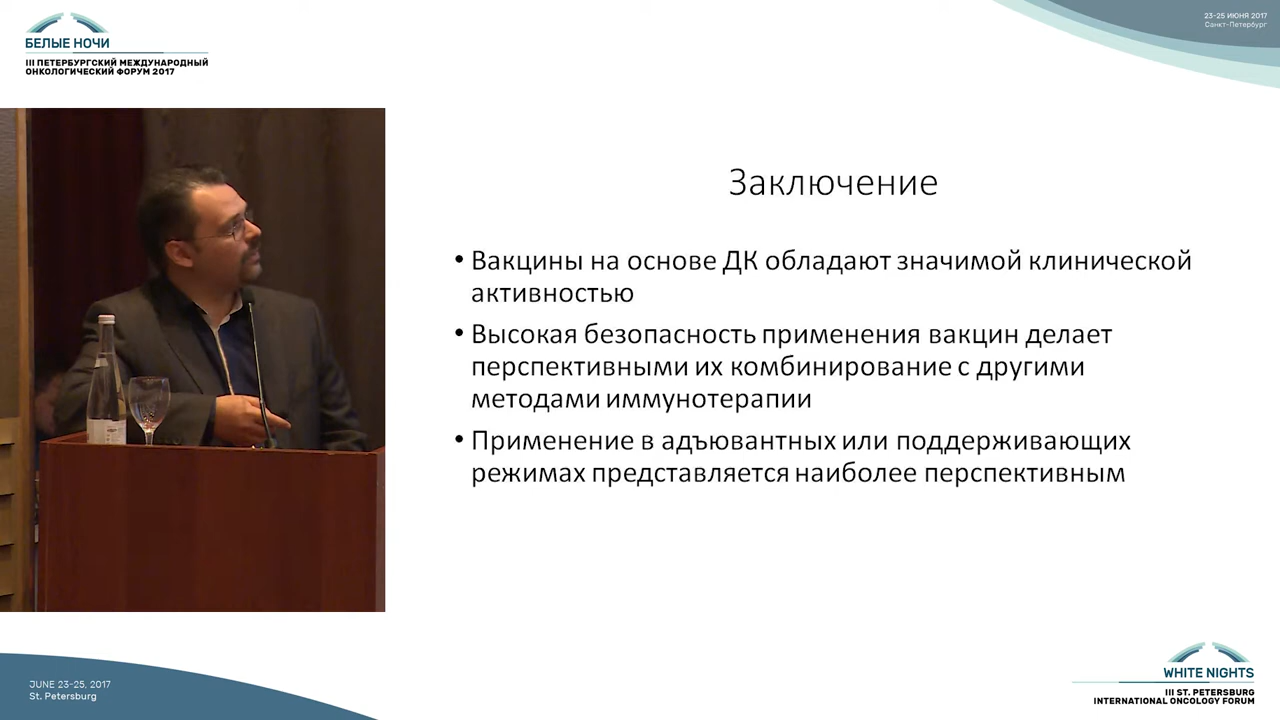 БЕЛЫЕ НОЧИ
III ПЕТЕРБУРГСКИЙ МЕЖДУНАРОДНЫЙ
ОНКОЛОГИЧЕСКИЙ ФОРУМ 2017
23-25 ИЮНЯ 2017
Санкт-Петербург
Заключение
• Вакцины на основе ДК обладают значимой клинической
активностью
• Высокая безопасность применения вакцин делает
перспективными их комбинирование с другими
методами иммунотерапии
• Применение в адъювантных или поддерживающих
режимах представляется наиболее перспективным
JUNE 23-25, 2017
St. Petersburg
WHITE NIGHTS
III ST. PETERSBURG
INTERNATIONAL ONCOLOGY FORUM